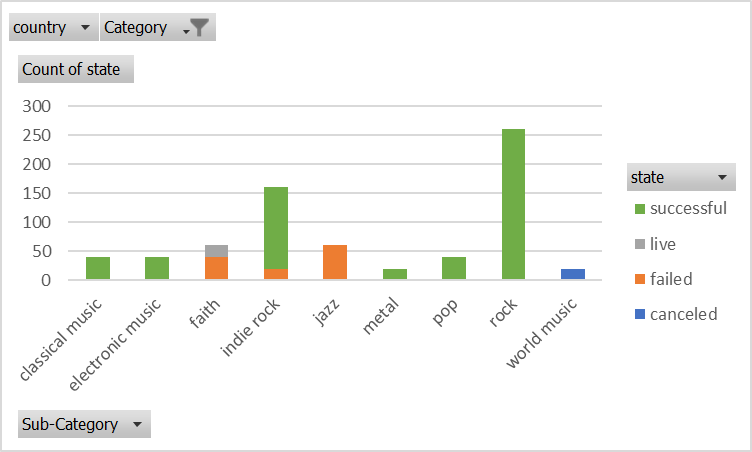 country Category
Count of state
300
250
200
150
100
50
0
classical music
electronic music
faith
indie rock
jazz
metal
pop
rock
world music
state
successful
live
failed
canceled
Sub-Category